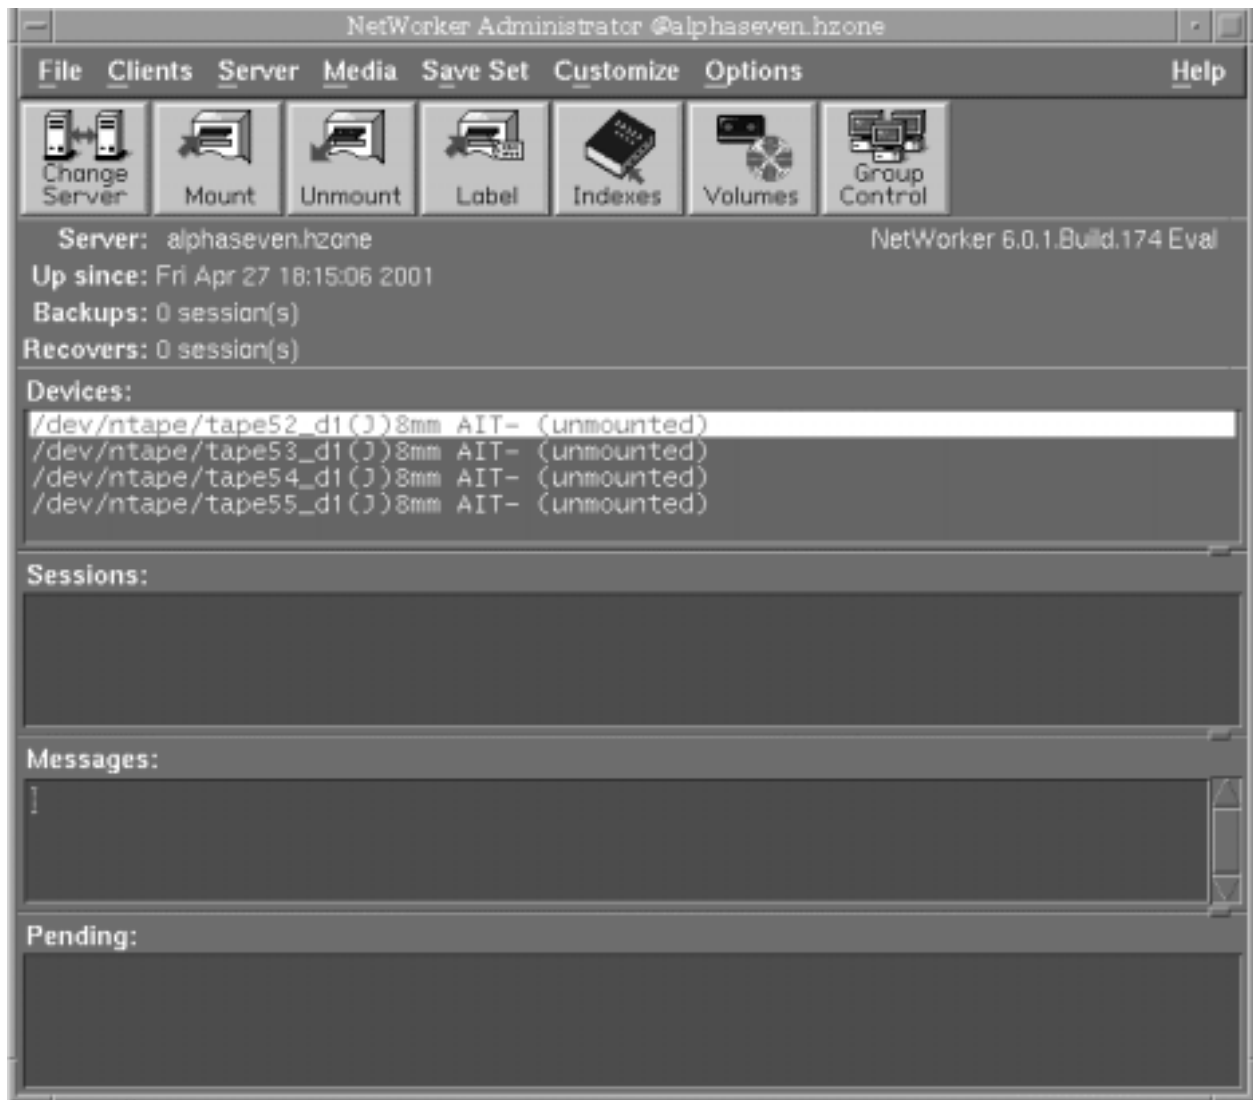 NetWorker Administrator @alphaseven.hzone
File Clients Server Media Save Set Customize Options Help
Change Server
Mount
Unmount
Label
Indexes
Volumes
Group Control
Server: alphaseven.hzone NetWorker 6.0.1.Build.174 Eval
Up since: Fri Apr 27 18:15:06 2001
Backups: 0 session(s)
Recovers: 0 session(s)
Devices:
/dev/ntape/tape52_d1(J)8mm AIT- (unmounted)
/dev/ntape/tape53_d1(J)8mm AIT- (unmounted)
/dev/ntape/tape54_d1(J)8mm AIT- (unmounted)
/dev/ntape/tape55_d1(J)8mm AIT- (unmounted)
Sessions:
Messages:
Pending: